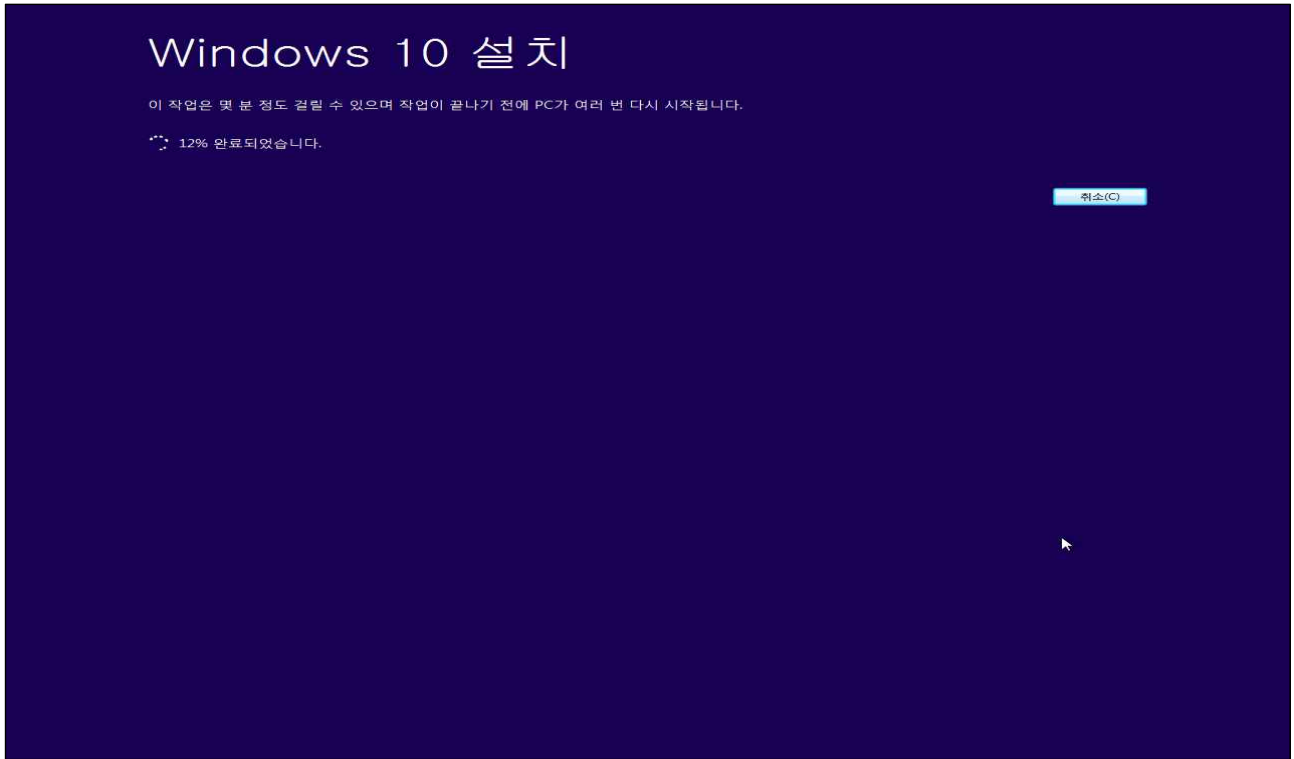 Windows 10 설치
이 작업은 몇 분 정도 걸릴 수 있으며 작업이 끝나기 전에 PC가 여러 번 다시 시작됩니다.
12% 완료되었습니다.
취소(C)